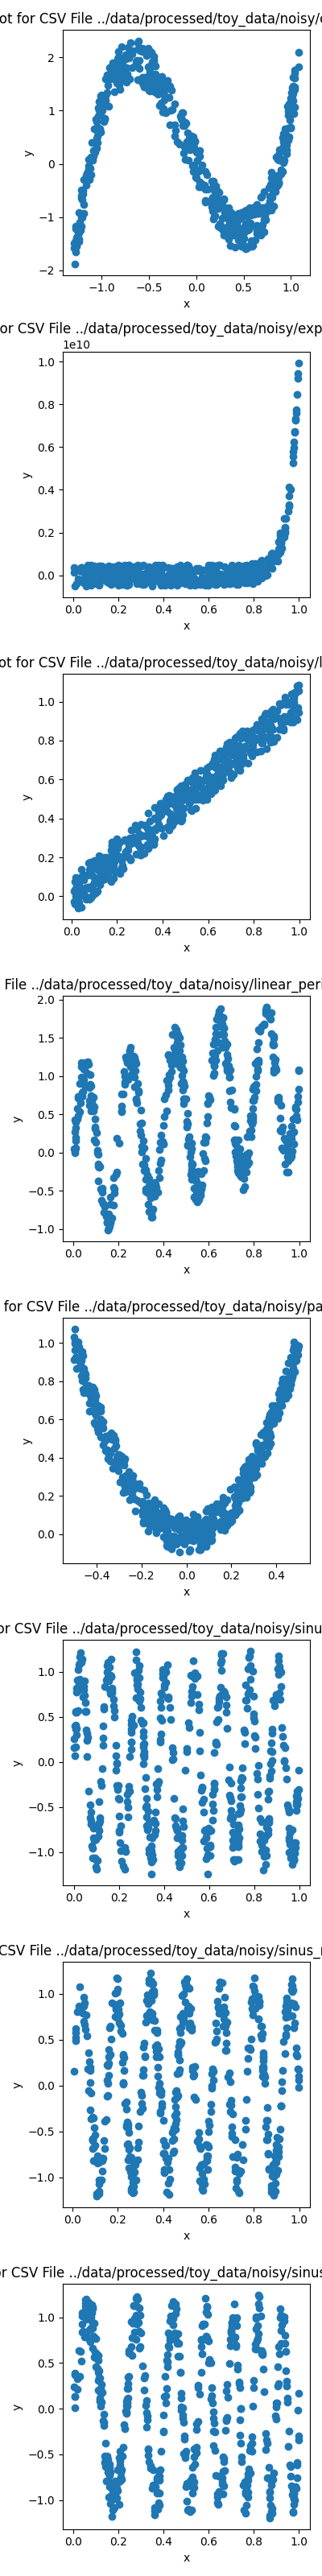 ot for CSV File ../data/processed/toy_data/noisy/
2
1
0
−1
−2
y
−1.0 −0.5 0.0 0.5 1.0
x
or CSV File ../data/processed/toy_data/noisy/exp
1e10
1.0
0.8
0.6
0.4
0.2
0.0
y
0.0 0.2 0.4 0.6 0.8 1.0
x
ot for CSV File ../data/processed/toy_data/noisy/l
1.0
0.8
0.6
0.4
0.2
0.0
y
0.0 0.2 0.4 0.6 0.8 1.0
x
File ../data/processed/toy_data/noisy/linear_peri
2.0
1.5
1.0
0.5
0.0
−0.5
−1.0
y
0.0 0.2 0.4 0.6 0.8 1.0
x
for CSV File ../data/processed/toy_data/noisy/pa
1.0
0.8
0.6
0.4
0.2
0.0
y
−0.4 −0.2 0.0 0.2 0.4
x
or CSV File ../data/processed/toy_data/noisy/sinu
1.0
0.5
0.0
−0.5
−1.0
y
0.0 0.2 0.4 0.6 0.8 1.0
x
CSV File ../data/processed/toy_data/noisy/sinus_
1.0
0.5
0.0
−0.5
−1.0
y
0.0 0.2 0.4 0.6 0.8 1.0
x
or CSV File ../data/processed/toy_data/noisy/sinus
1.0
0.5
0.0
−0.5
−1.0
y
0.0 0.2 0.4 0.6 0.8 1.0
x